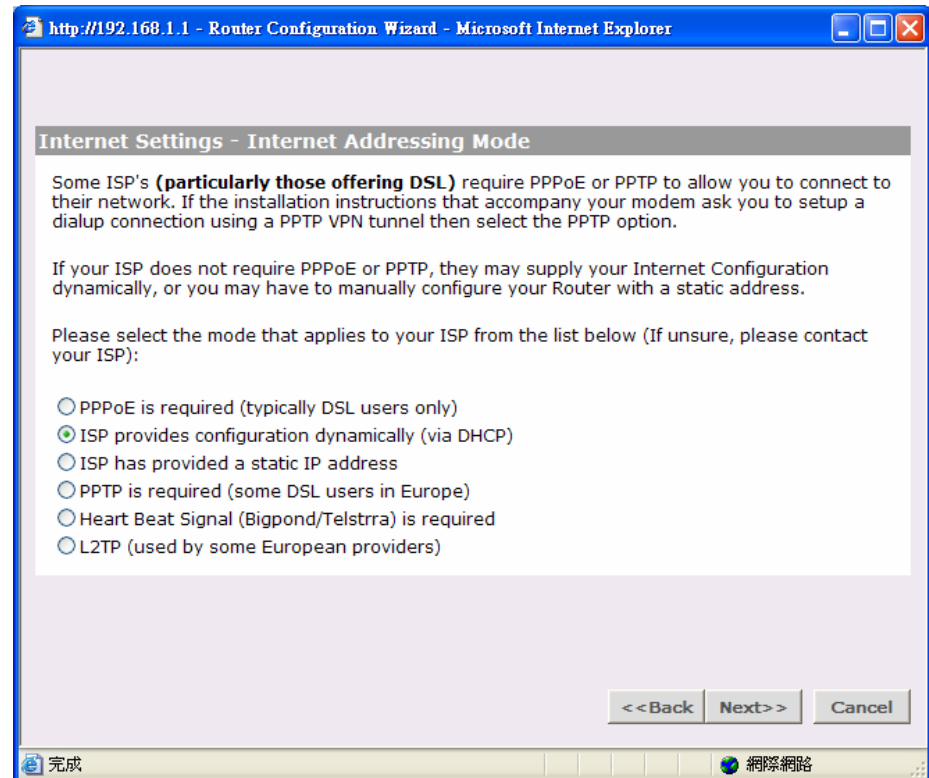 http://192.168.1.1 - Router Configuration Wizard - Microsoft Internet Explorer
Internet Settings - Internet Addressing Mode
Some ISP's (particularly those offering DSL) require PPPoE or PPTP to allow you to connect to
their network. If the installation instructions that accompany your modem ask you to setup a
dialup connection using a PPTP VPN tunnel then select the PPTP option.
If your ISP does not require PPPoE or PPTP, they may supply your Internet Configuration
dynamically, or you may have to manually configure your Router with a static address.
Please select the mode that applies to your ISP from the list below (If unsure, please contact
your ISP):
PPPoE is required (typically DSL users only)
ISP provides configuration dynamically (via DHCP)
ISP has provided a static IP address
PPTP is required (some DSL users in Europe)
Heart Beat Signal (Bigpond/Telstrra) is required
L2TP (used by some European providers)
<<Back Next>> Cancel
完成 網際網路